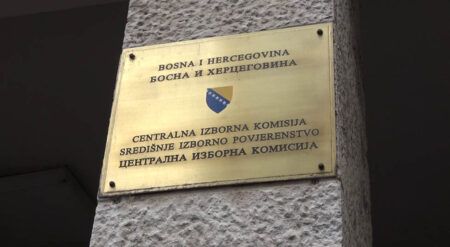 BOSNA I HERCEGOVINA
БОСНА И ХЕРЦЕГОВИНА
CENTRALNA IZBORNA KOMISIJA
SREDIŠNJE IZBORNO POVJERENSTVO
ЦЕНТРАЛНА ИЗБОРНА КОМИСИЈА